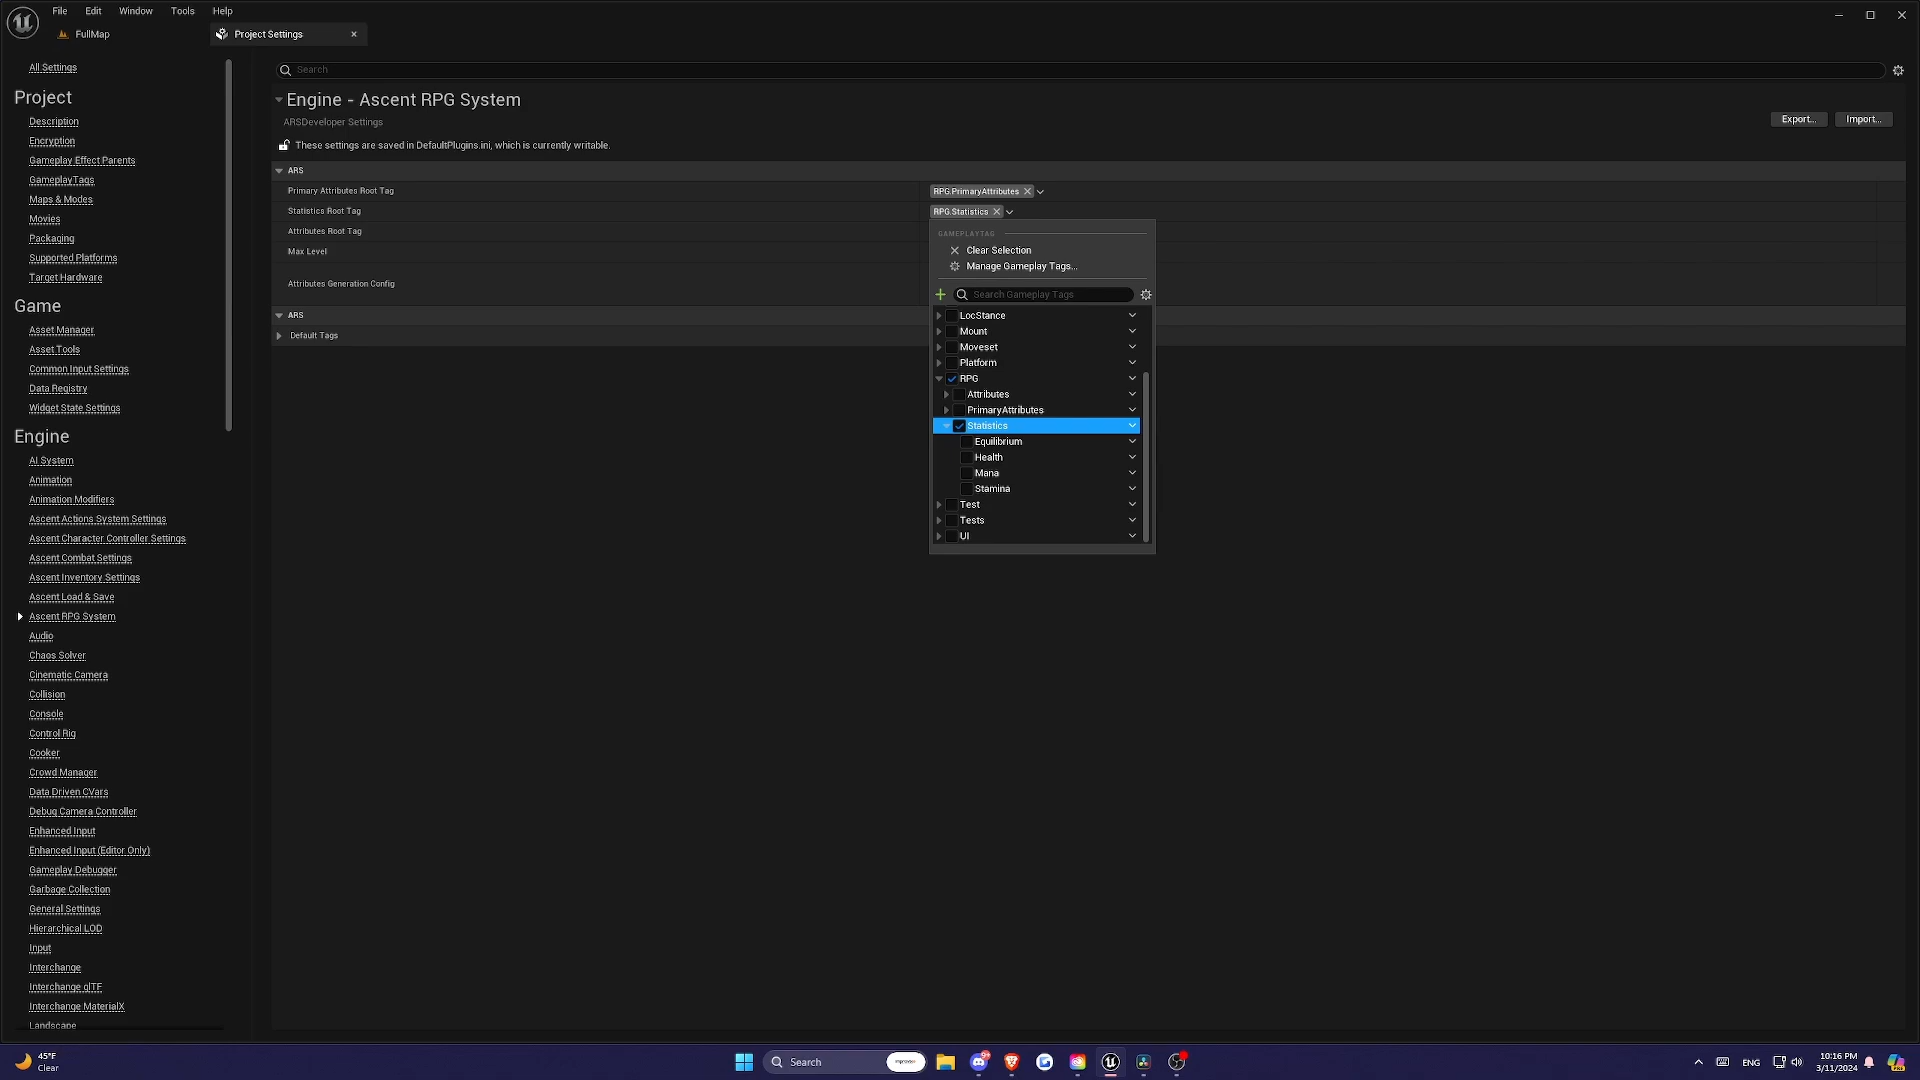 File Edit Window Tools Help
FullMap
Project Settings
All Settings
Project
Description
Encryption
Gameplay Effect Parents
GameplayTags
Maps & Modes
Movies
Packaging
Supported Platforms
Target Hardware
Game
Asset Manager
Asset Tools
Common Input Settings
Data Registry
Widget State Settings
Engine
AI System
Animation
Animation Modifiers
Ascent Actions System Settings
Ascent Character Controller Settings
Ascent Combat Settings
Ascent Inventory Settings
Ascent Load & Save
Ascent RPG System
Audio
Chaos Solver
Cinematic Camera
Collision
Console
Control Rig
Cooker
Crowd Manager
Data Driven CVars
Debug Camera Controller
Enhanced Input
Enhanced Input (Editor Only)
Gameplay Debugger
Garbage Collection
General Settings
Hierarchical LOD
Input
Interchange
Interchange glTF
Interchange MaterialX
Landscape
Search
Engine - Ascent RPG System
ARSDeveloper Settings
Export... Import...
These settings are saved in DefaultPlugins.ini, which is currently writable.
ARS
Primary Attributes Root Tag
RPG.PrimaryAttributes
Statistics Root Tag
RPG.Statistics
Attributes Root Tag
Max Level
Attributes Generation Config
ARS
Default Tags
GAMEPLAYTAG
Clear Selection
Manage Gameplay Tags...
Search Gameplay Tags
LocStance
Mount
Moveset
Platform
RPG
Attributes
PrimaryAttributes
Statistics
Equilibrium
Health
Mana
Stamina
Test
Tests
UI
45°F
Clear
Search
9+
ENG
10:16 PM
3/11/2024
PRE